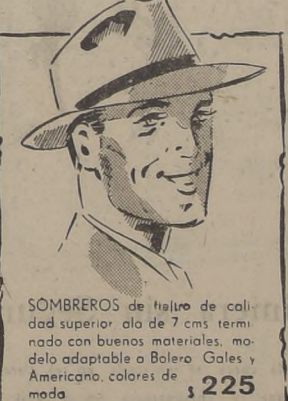 SOMBREROS de fieltro de cali-
dad superior ala de 7 cms termi-
nado con buenos materiales, mo-
delo adaptable a Bolero Gales y
Americano, colores de
moda $ 225